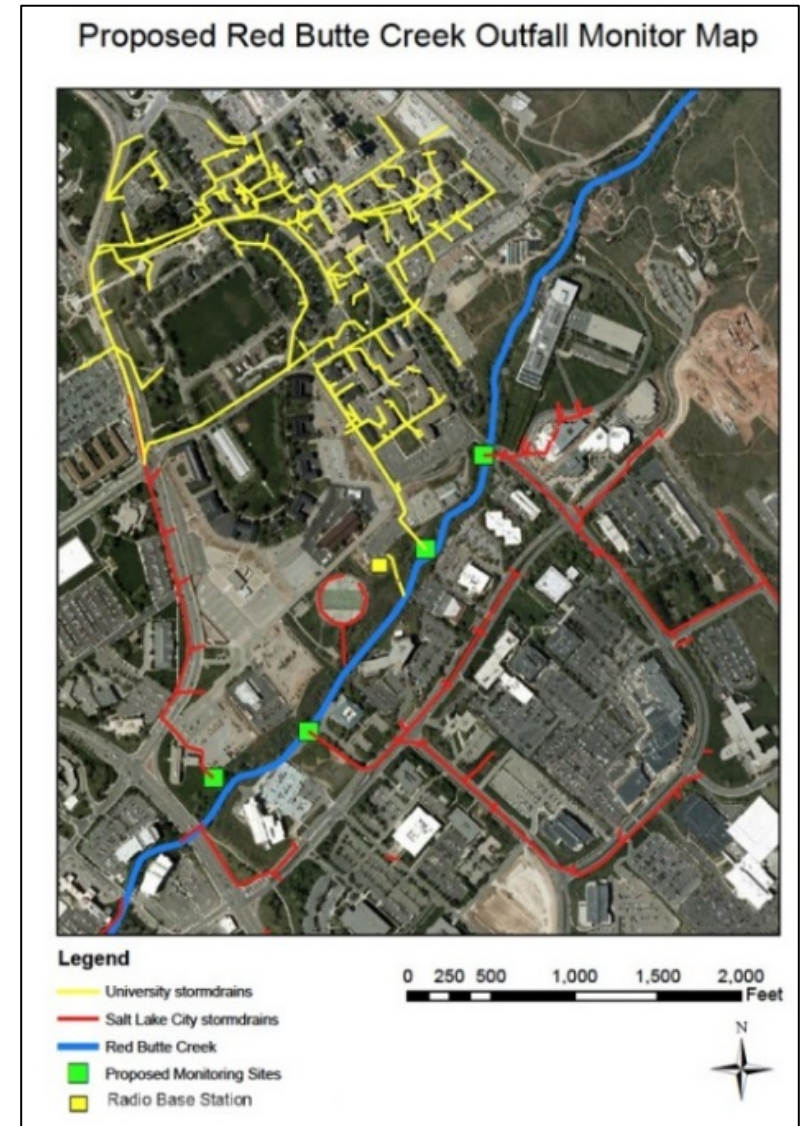 Proposed Red Butte Creek Outfall Monitor Map
Legend
University stormdrains
Salt Lake City stormdrains
Red Butte Creek
Proposed Monitoring Sites
Radio Base Station
0 250 500 1,000 1,500 2,000
Feet
N